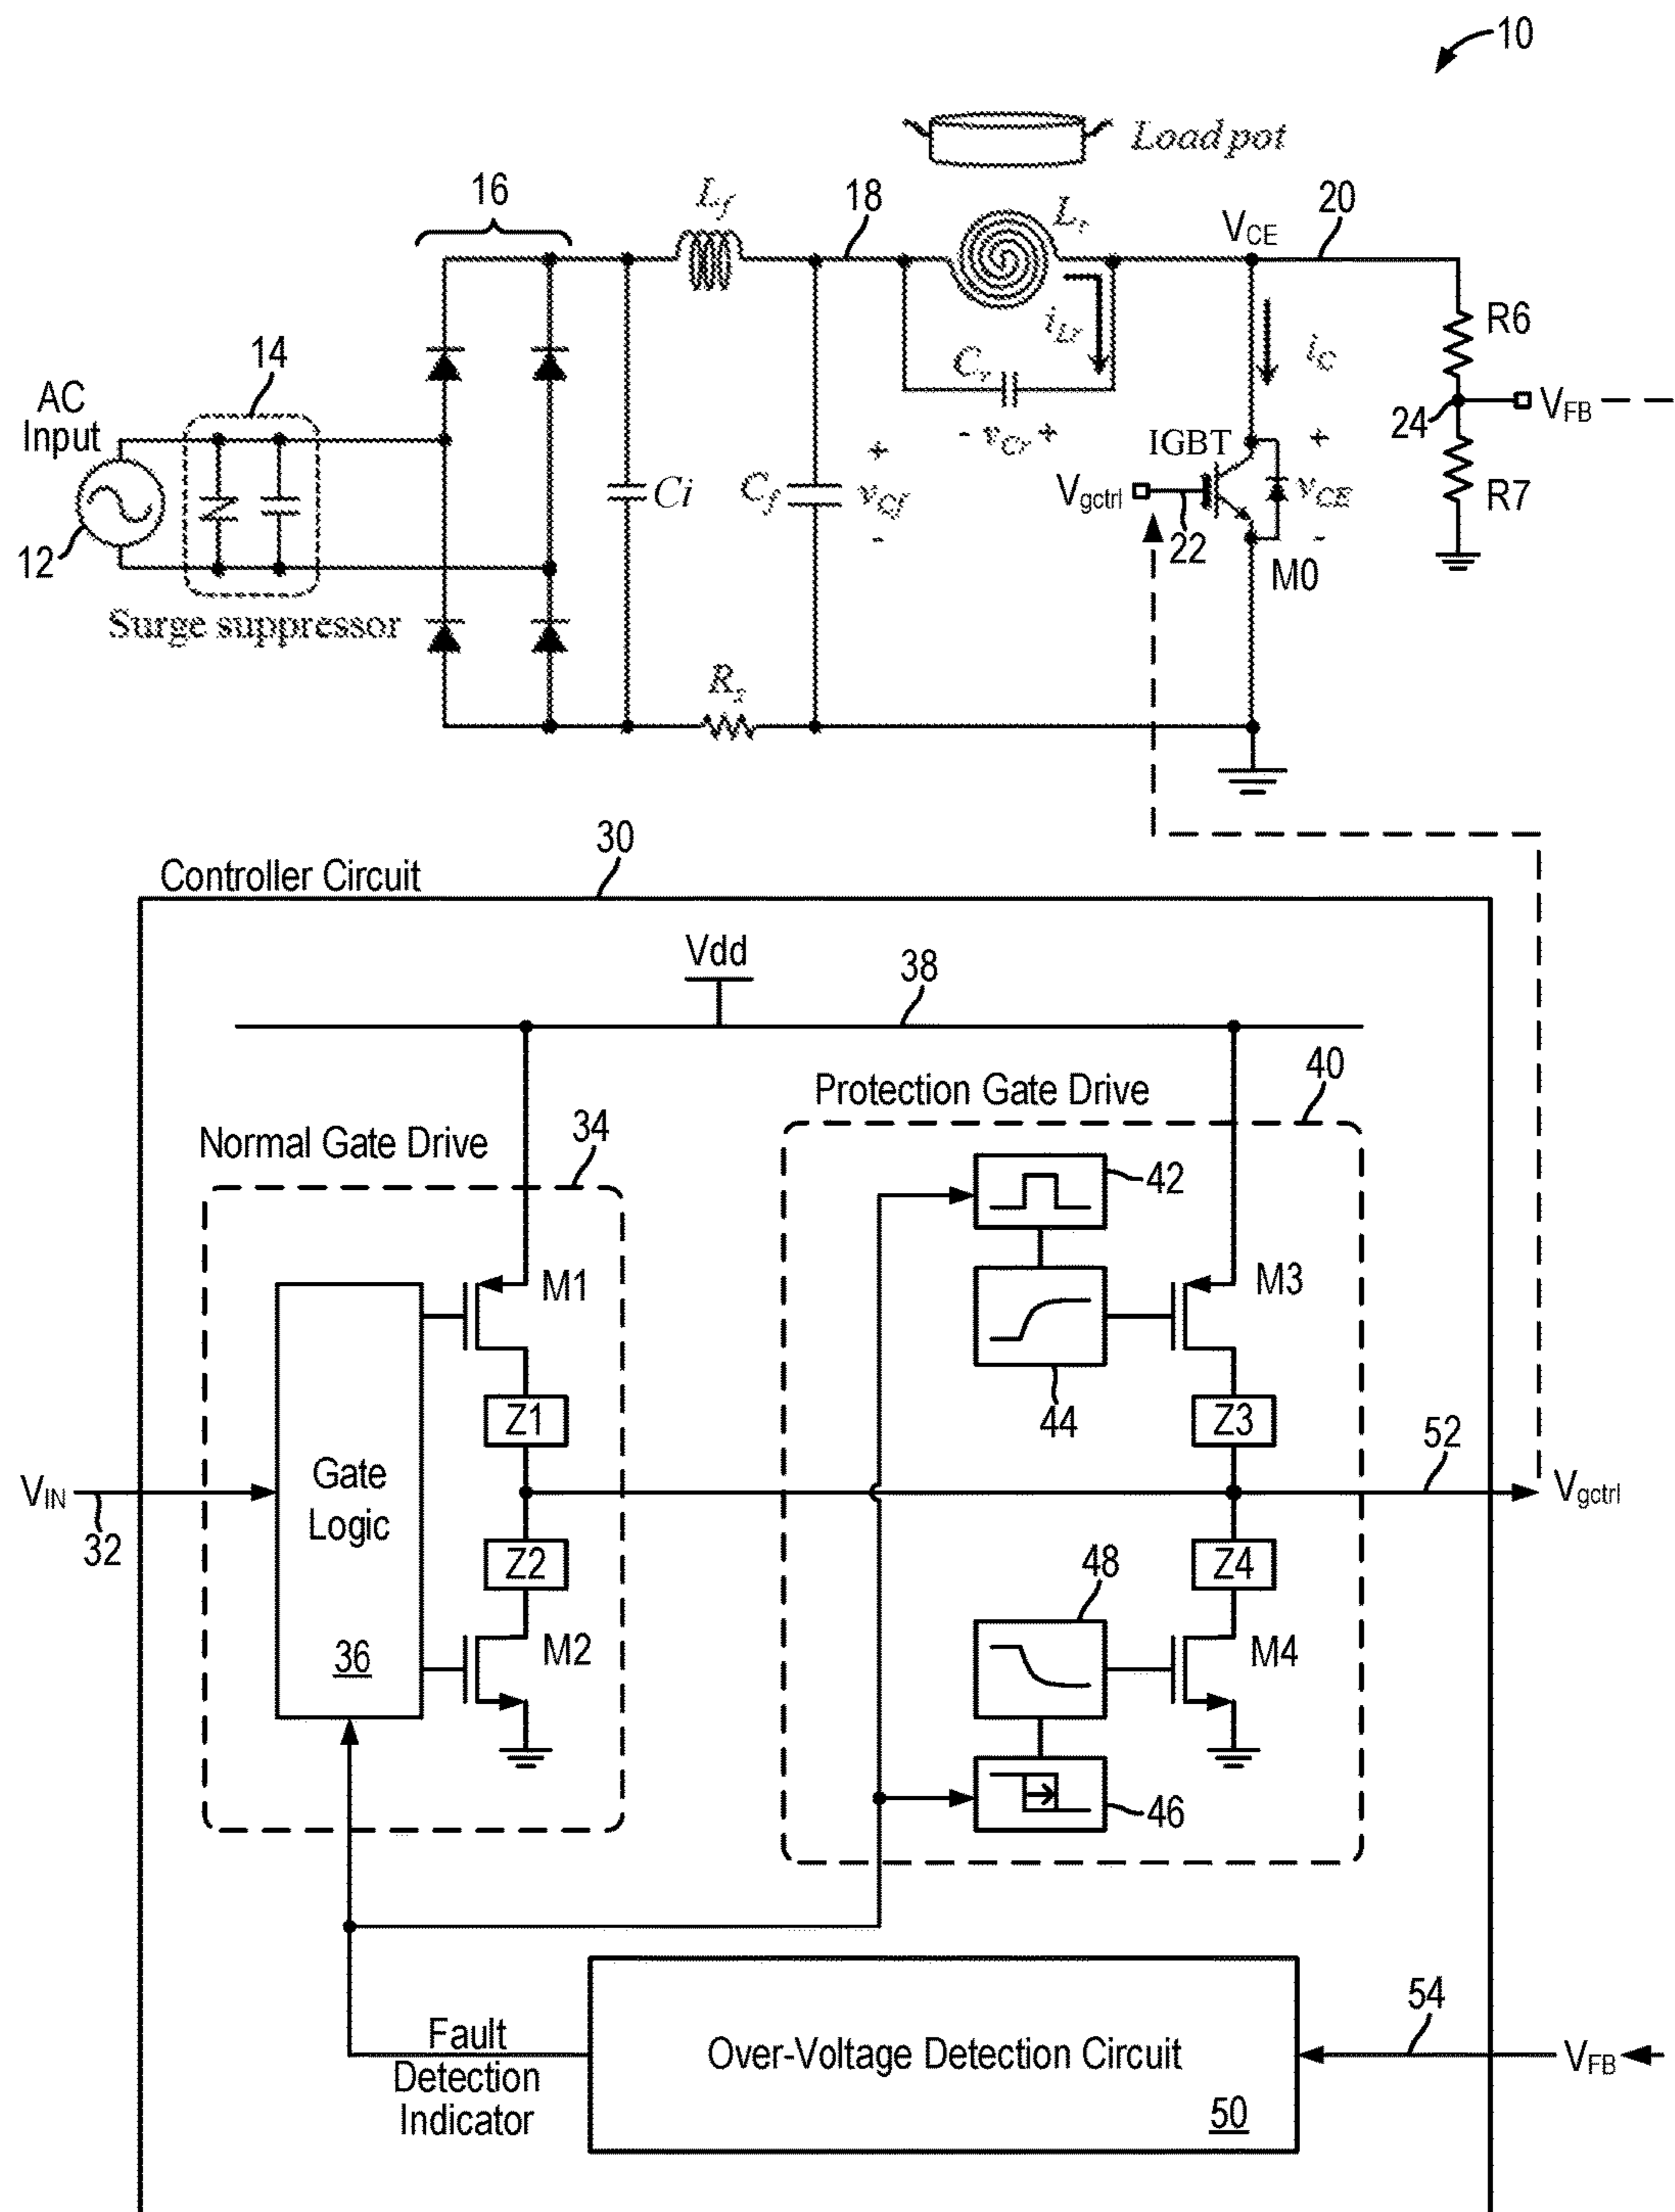 10
Load pot
16
Lf
18
Lr
VCE
20
R6
iLr
iC
14
AC
Input
Cr
24
VFB
- vCr +
IGBT
+
+
Ci
Cf
vCf
Vgctrl
vCE
R7
12
-
22
-
M0
Surge suppressor
Rs
30
Controller Circuit
Vdd
38
40
Protection Gate Drive
34
Normal Gate Drive
42
M1
M3
44
Z1
Z3
52
Gate
Logic
VIN
Vgctrl
32
Z2
Z4
48
36
M2
M4
46
54
Fault
Detection
Indicator
Over-Voltage Detection Circuit
VFB
50